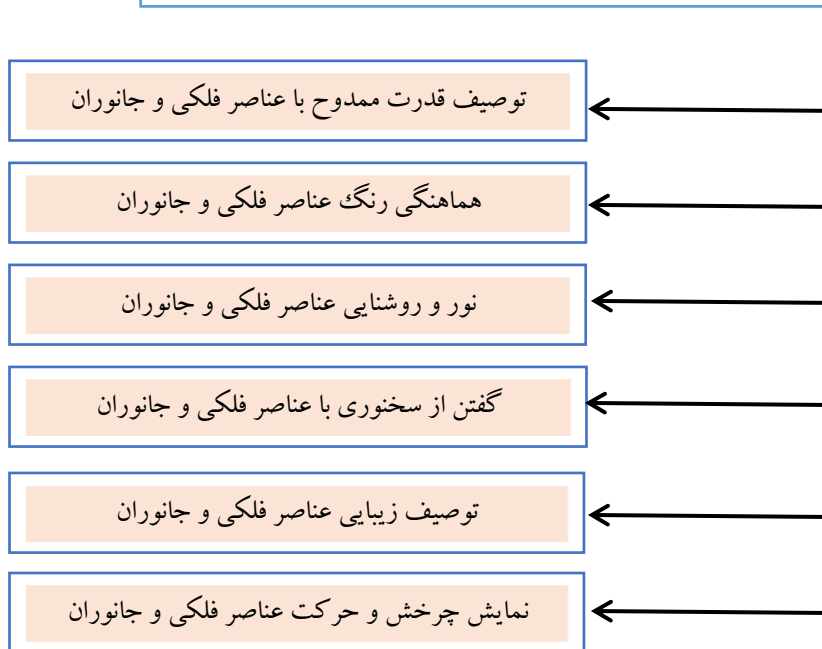 توصیف قدرت ممدوح با عناصر فلکی و جانوران
هماهنگی رنگ عناصر فلکی و جانوران
نور و روشنایی عناصر فلکی و جانوران
گفتن از سخنوری با عناصر فلکی و جانوران
توصیف زیبایی عناصر فلکی و جانوران
نمایش چرخش و حرکت عناصر فلکی و جانوران